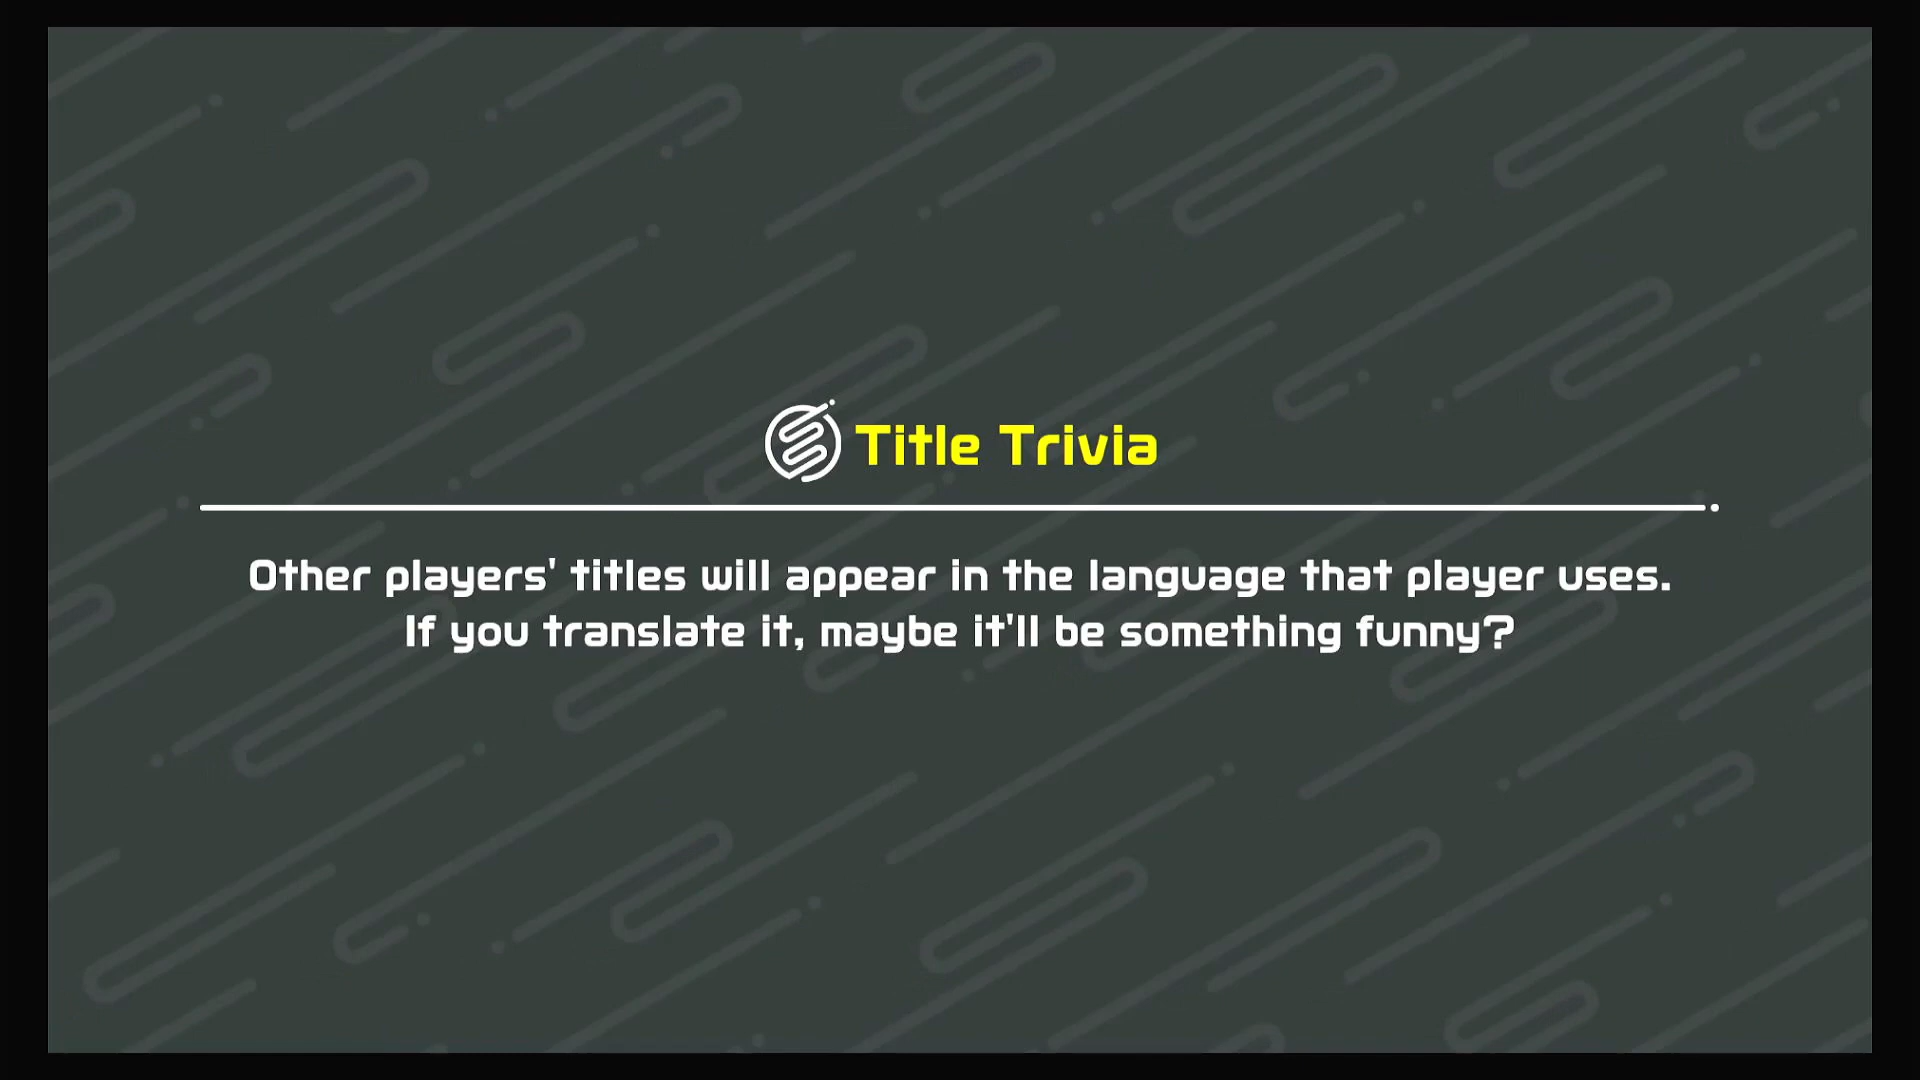 Title Trivia
Other players' titles will appear in the language that player uses.
If you translate it, maybe it'll be something funny?